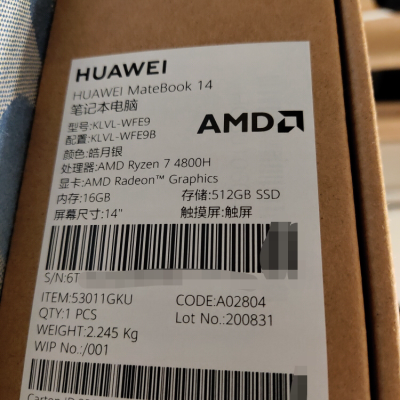 HUAWEI
HUAWEI MateBook 14
笔记本电脑
型号:KLVL-WFE9
配置:KLVL-WFE9B
AMD
颜色:皓月银
处理器:AMD Ryzen 7 4800H
显卡:AMD Radeon™ Graphics
内存:16GB 存储:512GB SSD
屏幕尺寸:14" 触摸屏:触屏
S/N:6T
ITEM:53011GKU CODE:A02804
QTY:1 PCS Lot No.:200831
WEIGHT:2.245 Kg
WIP No.:/001
Carton ID